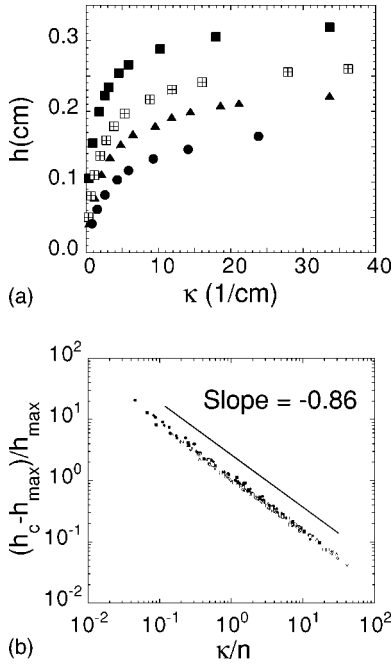 0.3
0.2
0.1
0.0
h(cm)
0 10 20 30 40
κ (1/cm)
(a)
10²
10¹
10⁰
10⁻¹
10⁻²
(h_c-h_max)/h_max
Slope = -0.86
10⁻² 10⁻¹ 10⁰ 10¹ 10²
κ/n
(b)